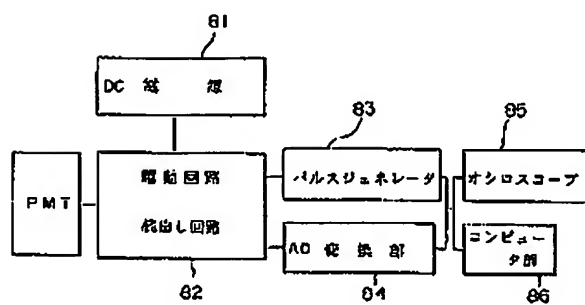 81
DC 電 源
83
85
PMT
駆動回路
読出し回路
パルスジェネレータ
オシロスコープ
AD 変換部
コンピュー
タ部
82
84
86